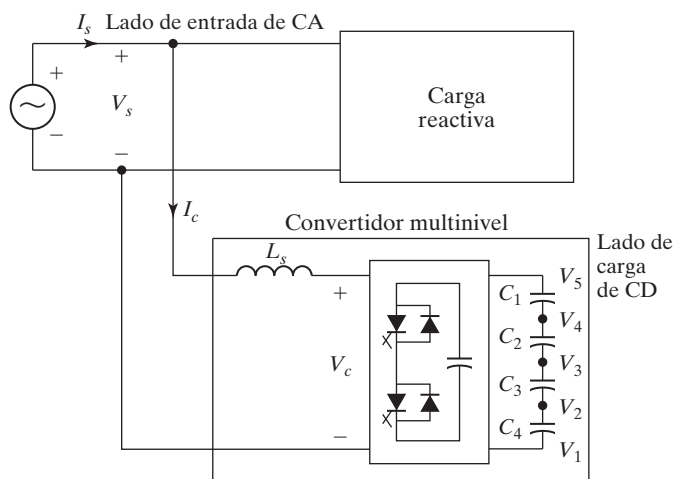 I_s Lado de entrada de CA
+
+
V_s
−
−
Carga
reactiva
I_c
Convertidor multinivel
Lado de
carga
de CD
L_s
+
V_c
−
C_1
C_2
C_3
C_4
V_5
V_4
V_3
V_2
V_1